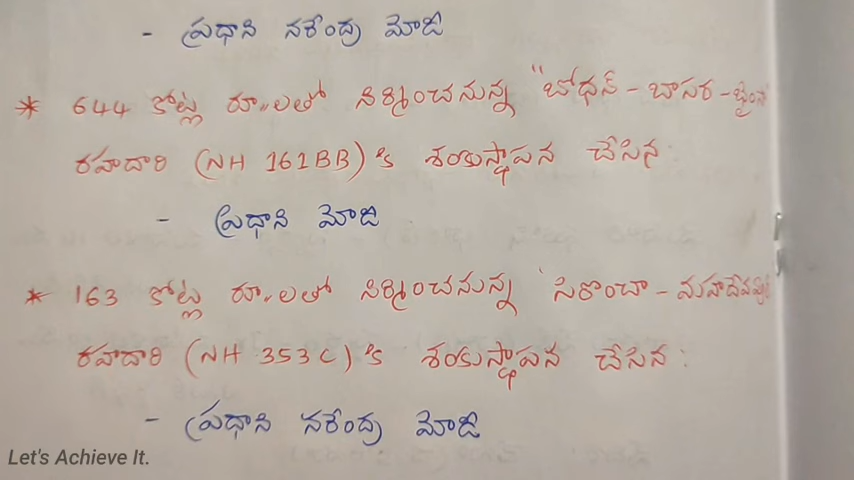 - ప్రధాని నరేంద్ర మోడి
* 644 కోట్ల రూ..లతో నిర్మించనున్న "బోధన్ - బాసర - భైంసా
రహదారి (NH 161BB)కి శంకుస్థాపన చేసిన
- ప్రధాని మోడి
* 163 కోట్ల రూ..లతో నిర్మించనున్న 'సిరొంచా - మహాదేవపూర్
రహదారి (NH 353C)కి శంకుస్థాపన చేసిన:
- ప్రధాని నరేంద్ర మోడి
Let's Achieve It.